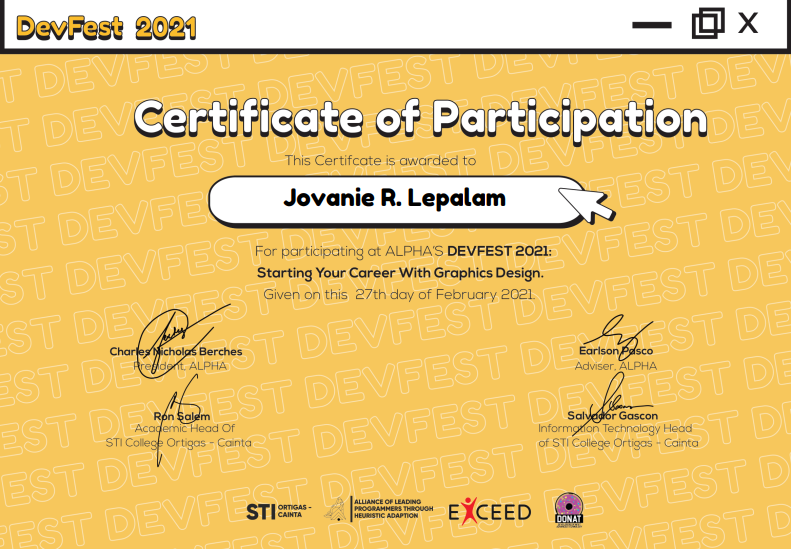 DevFest 2021
X
Certificate of Participation
This Certifcate is awarded to
Jovanie R. Lepalam
For participating at ALPHA'S DEVFEST 2021:
Starting Your Career With Graphics Design.
Given on this 27th day of February 2021.
Charles Nicholas Berches
President, ALPHA
Earlson Pasco
Adviser, ALPHA
Ron Salem
Academic Head Of
STI College Ortigas - Cainta
Salvador Gascon
Information Technology Head
of STI College Ortigas - Cainta
STI ORTIGAS -
CAINTA
ALLIANCE OF LEADING
PROGRAMMERS THROUGH
HEURISTIC ADAPTION
EXCEED
DONAT